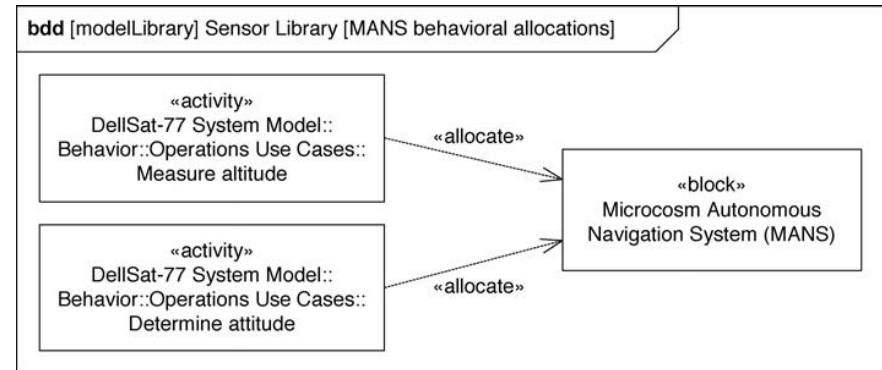 bdd [modelLibrary] Sensor Library [MANS behavioral allocations]
«activity»
DellSat-77 System Model::
Behavior::Operations Use Cases::
Measure altitude
«allocate»
«block»
Microcosm Autonomous
Navigation System (MANS)
«activity»
DellSat-77 System Model::
Behavior::Operations Use Cases::
Determine attitude
«allocate»